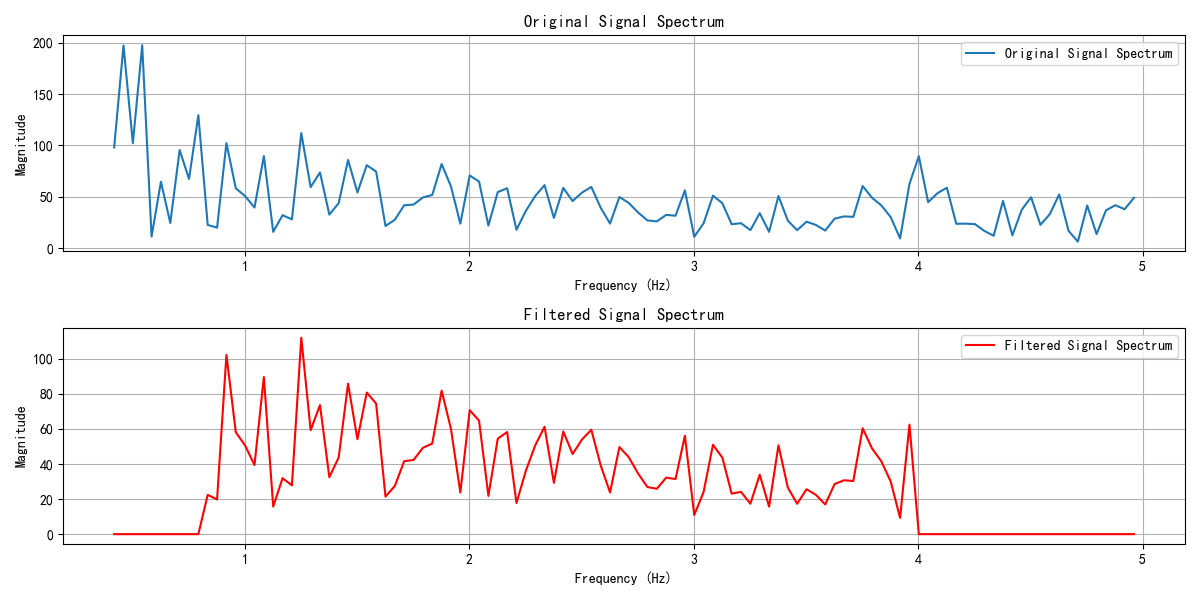 Original Signal Spectrum
Original Signal Spectrum
200
150
100
50
0
Magnitude
1 2 3 4 5
Frequency (Hz)
Filtered Signal Spectrum
Filtered Signal Spectrum
100
80
60
40
20
0
Magnitude
1 2 3 4 5
Frequency (Hz)